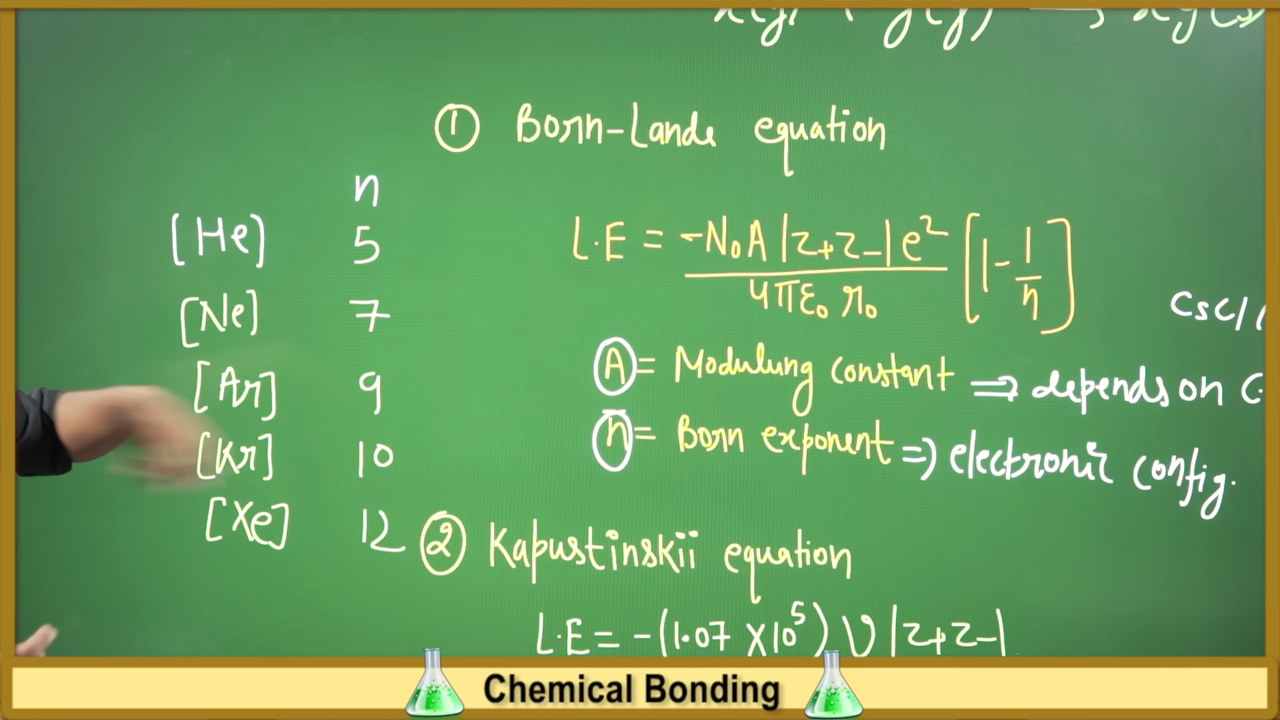 ① Born-Lande equation
n
[He] 5
[Ne] 7
[Ar] 9
[Kr] 10
[Xe] 12
L.E = -N₀A|z+z-|e² / 4πε₀ r₀ [1 - 1/n]
CsCl
A = Modulung constant ⇒ depends on
n = Born exponent ⇒ electronic config.
② Kapustinskii equation
L.E = -(1.07 X10⁵) υ |z+z-|
Chemical Bonding